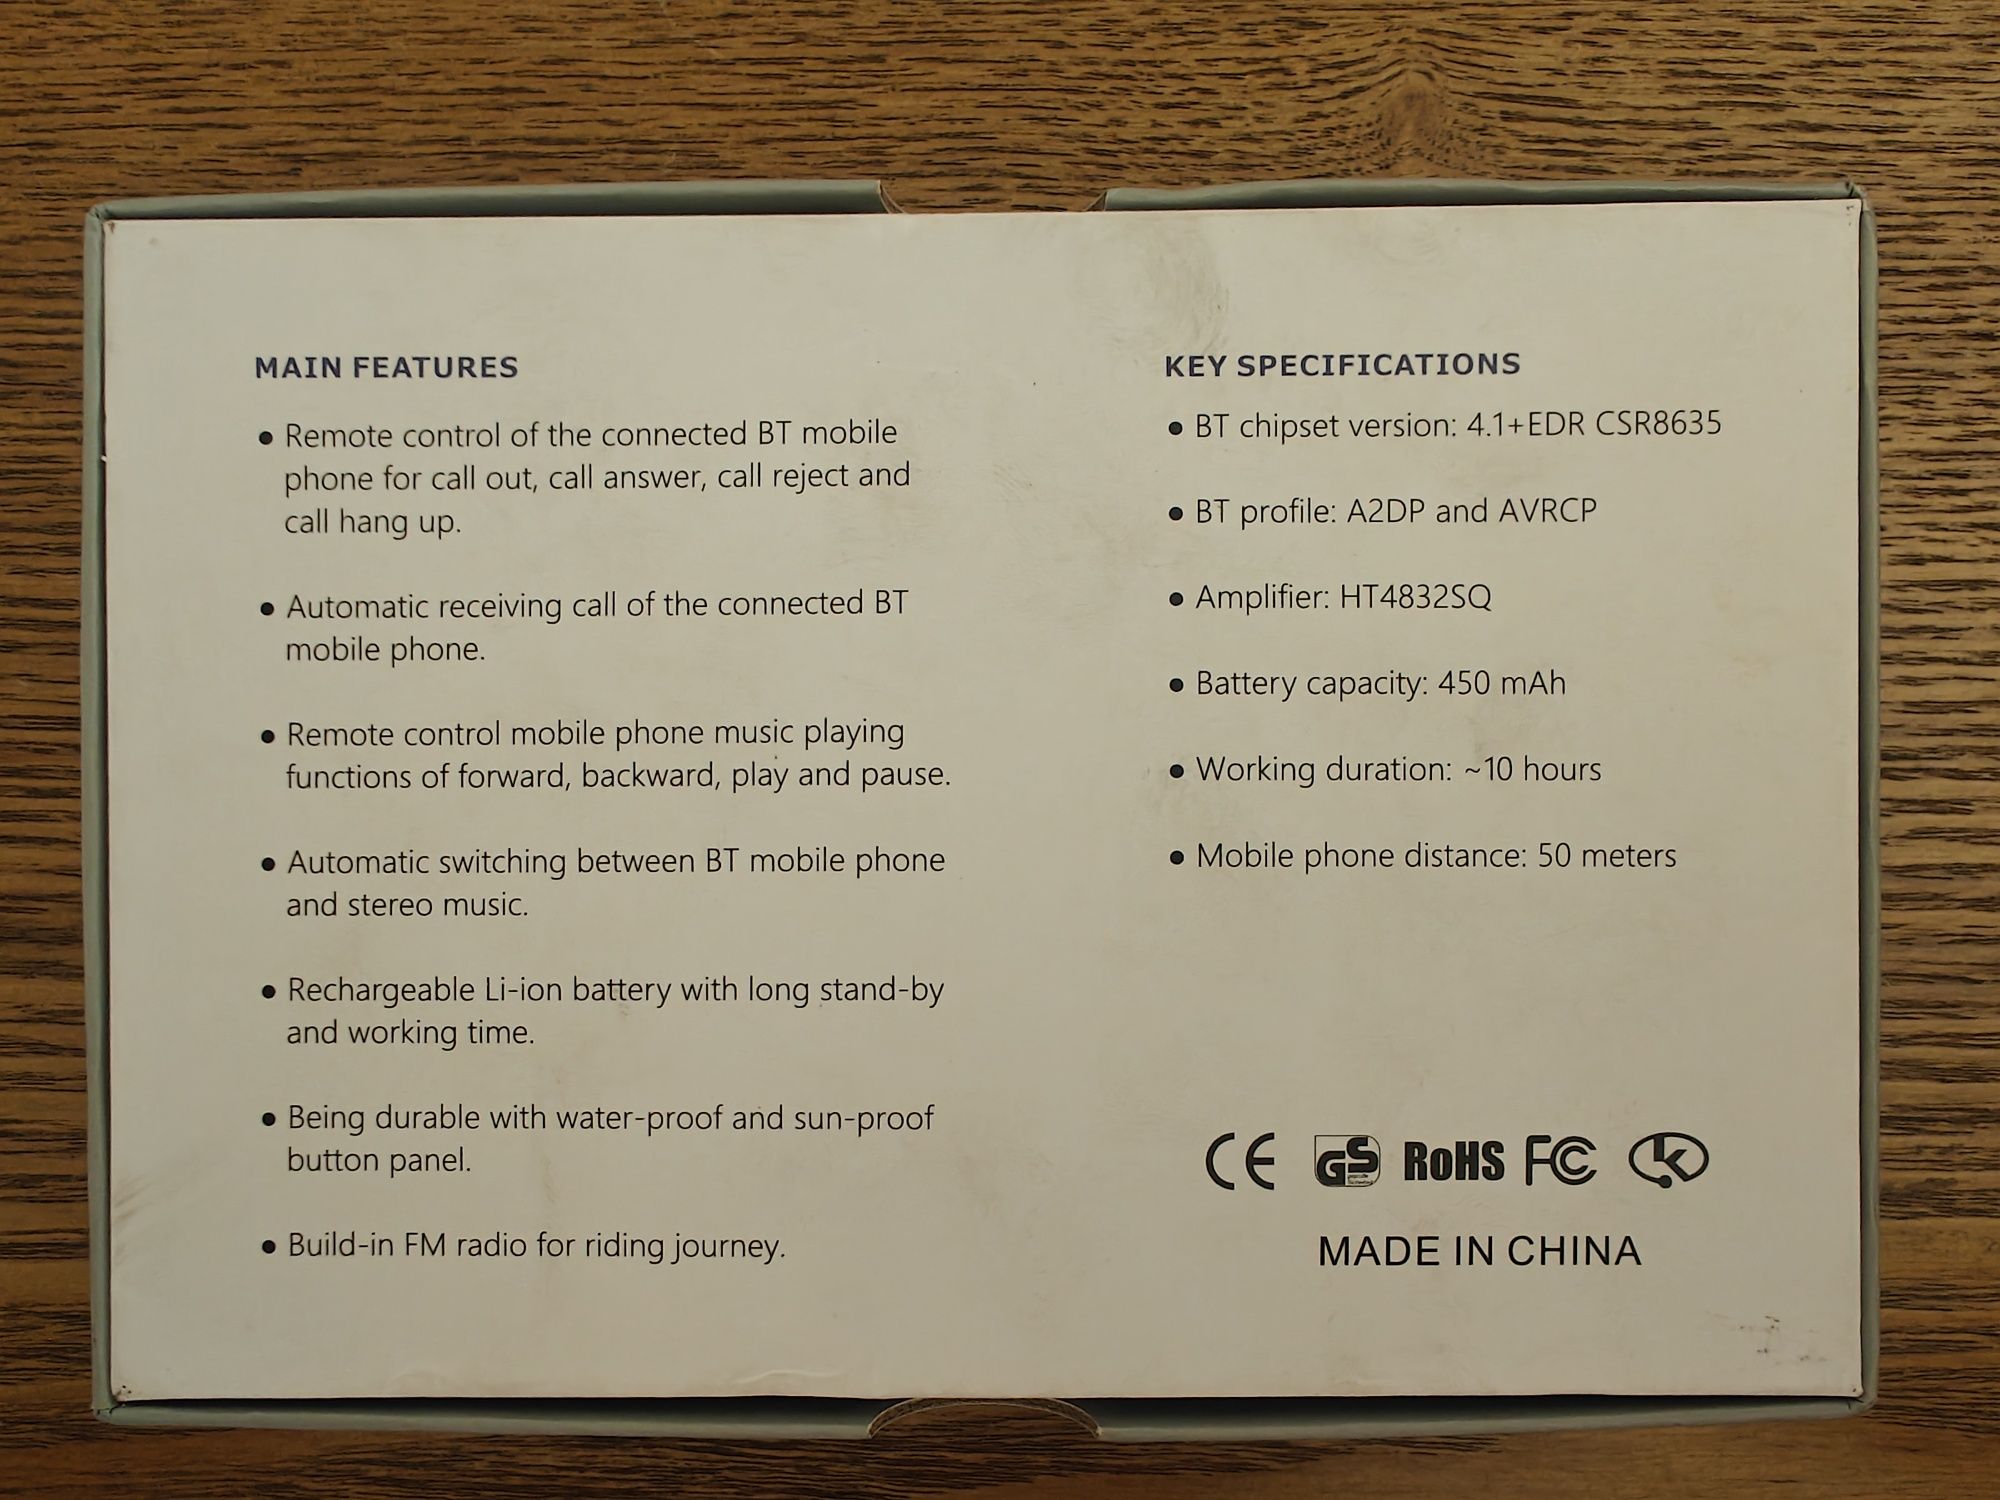 MAIN FEATURES
● Remote control of the connected BT mobile
phone for call out, call answer, call reject and
call hang up.
● Automatic receiving call of the connected BT
mobile phone.
● Remote control mobile phone music playing
functions of forward, backward, play and pause.
● Automatic switching between BT mobile phone
and stereo music.
● Rechargeable Li-ion battery with long stand-by
and working time.
● Being durable with water-proof and sun-proof
button panel.
● Build-in FM radio for riding journey.
KEY SPECIFICATIONS
● BT chipset version: 4.1+EDR CSR8635
● BT profile: A2DP and AVRCP
● Amplifier: HT4832SQ
● Battery capacity: 450 mAh
● Working duration: ~10 hours
● Mobile phone distance: 50 meters
CE GS RoHS FC K
MADE IN CHINA